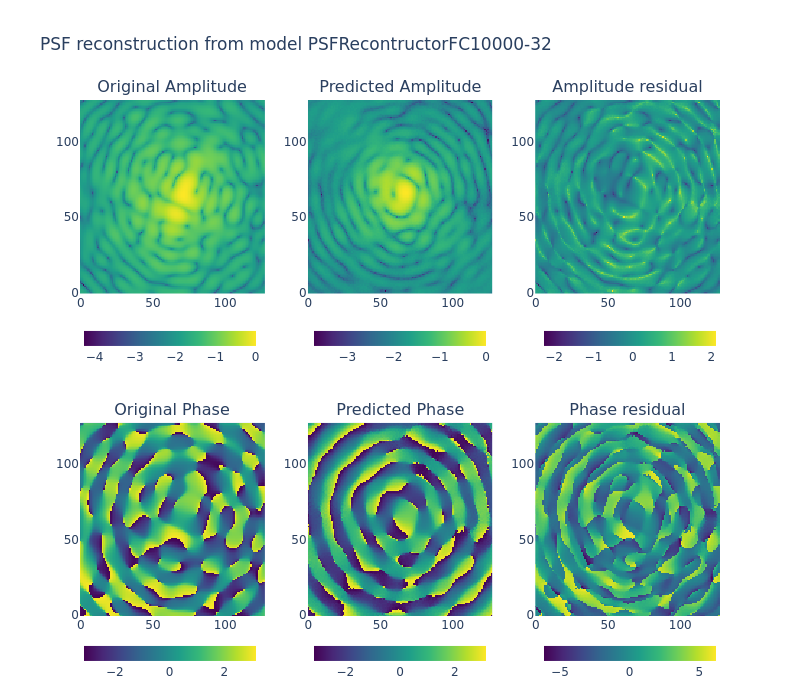 PSF reconstruction from model PSFRecontructorFC10000-32
Original Amplitude Predicted Amplitude Amplitude residual
100 100 100
50 50 50
0 0 0
0 50 100 0 50 100 0 50 100
−4 −3 −2 −1 0 −3 −2 −1 0 −2 −1 0 1 2
Original Phase Predicted Phase Phase residual
100 100 100
50 50 50
0 0 0
0 50 100 0 50 100 0 50 100
−2 0 2 −2 0 2 −5 0 5